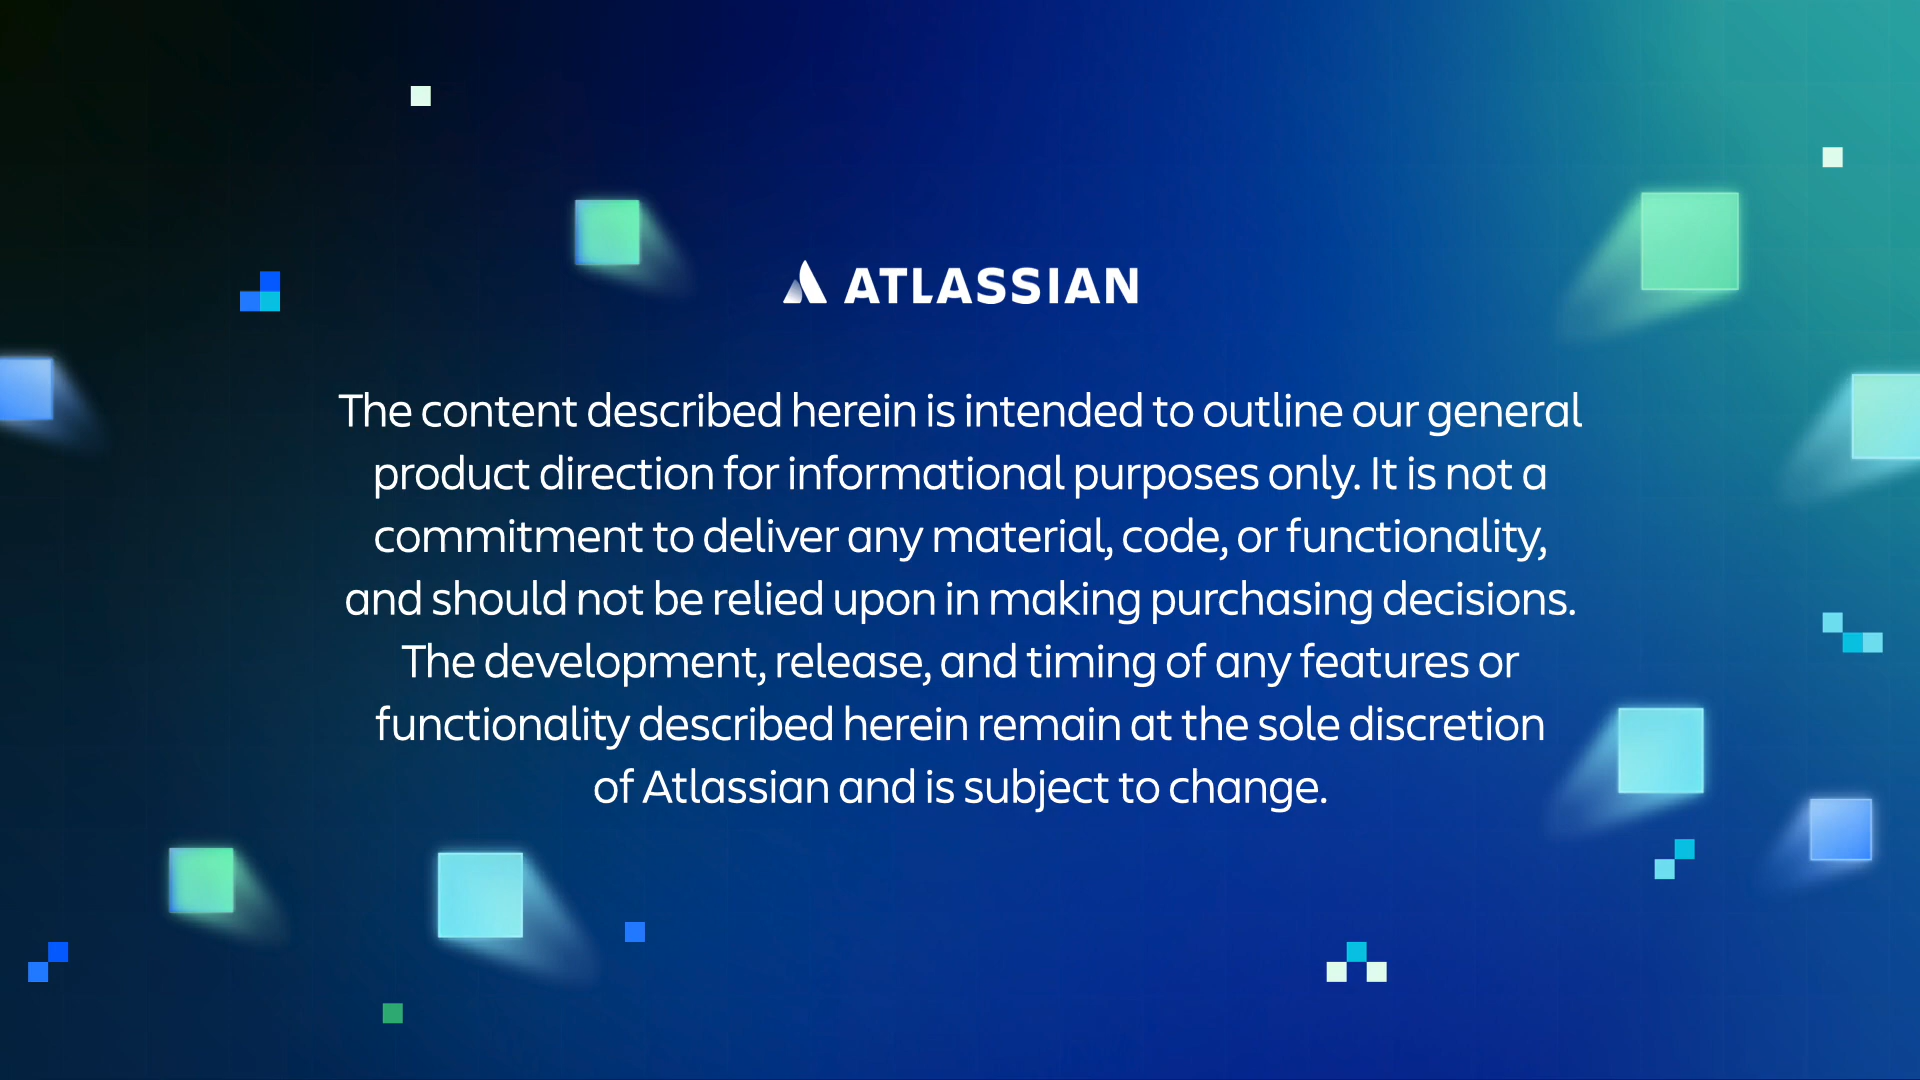 ATLASSIAN
The content described herein is intended to outline our general
product direction for informational purposes only. It is not a
commitment to deliver any material, code, or functionality,
and should not be relied upon in making purchasing decisions.
The development, release, and timing of any features or
functionality described herein remain at the sole discretion
of Atlassian and is subject to change.